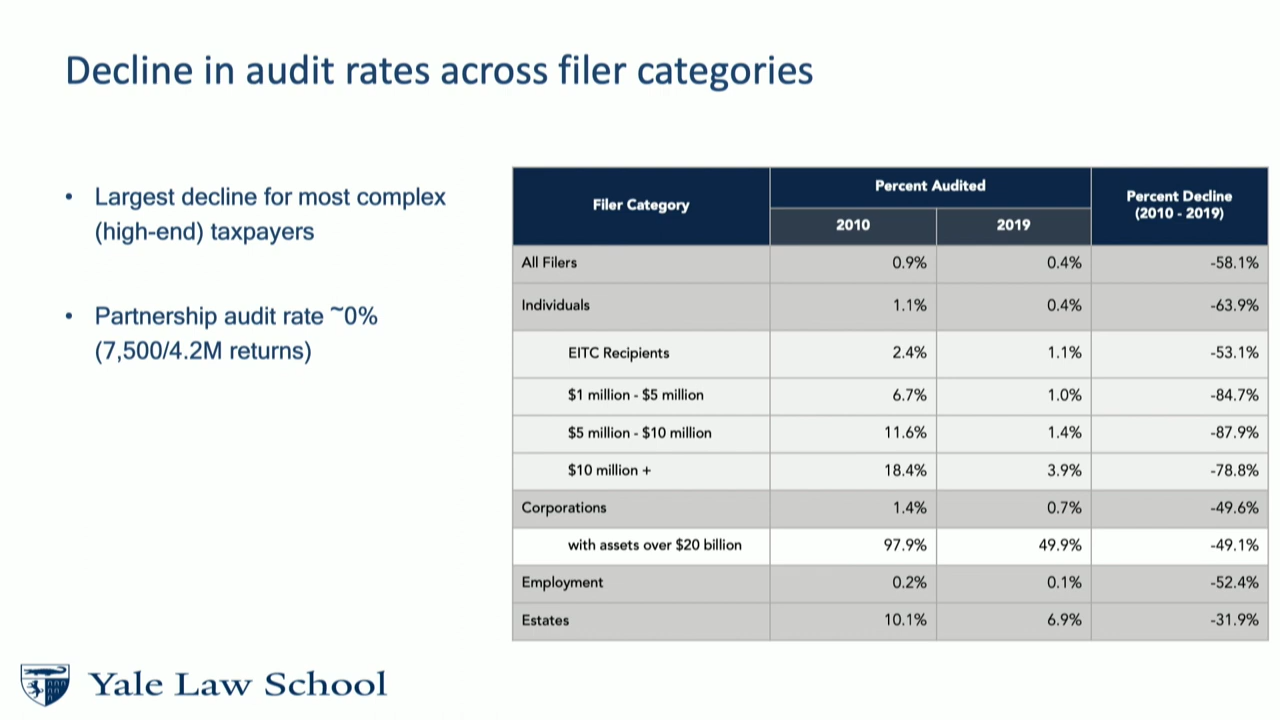 Decline in audit rates across filer categories
• Largest decline for most complex
(high-end) taxpayers
• Partnership audit rate ~0%
(7,500/4.2M returns)
Filer Category Percent Audited Percent Decline
(2010 - 2019)
2010 2019
All Filers 0.9% 0.4% -58.1%
Individuals 1.1% 0.4% -63.9%
EITC Recipients 2.4% 1.1% -53.1%
$1 million - $5 million 6.7% 1.0% -84.7%
$5 million - $10 million 11.6% 1.4% -87.9%
$10 million + 18.4% 3.9% -78.8%
Corporations 1.4% 0.7% -49.6%
with assets over $20 billion 97.9% 49.9% -49.1%
Employment 0.2% 0.1% -52.4%
Estates 10.1% 6.9% -31.9%
Yale Law School